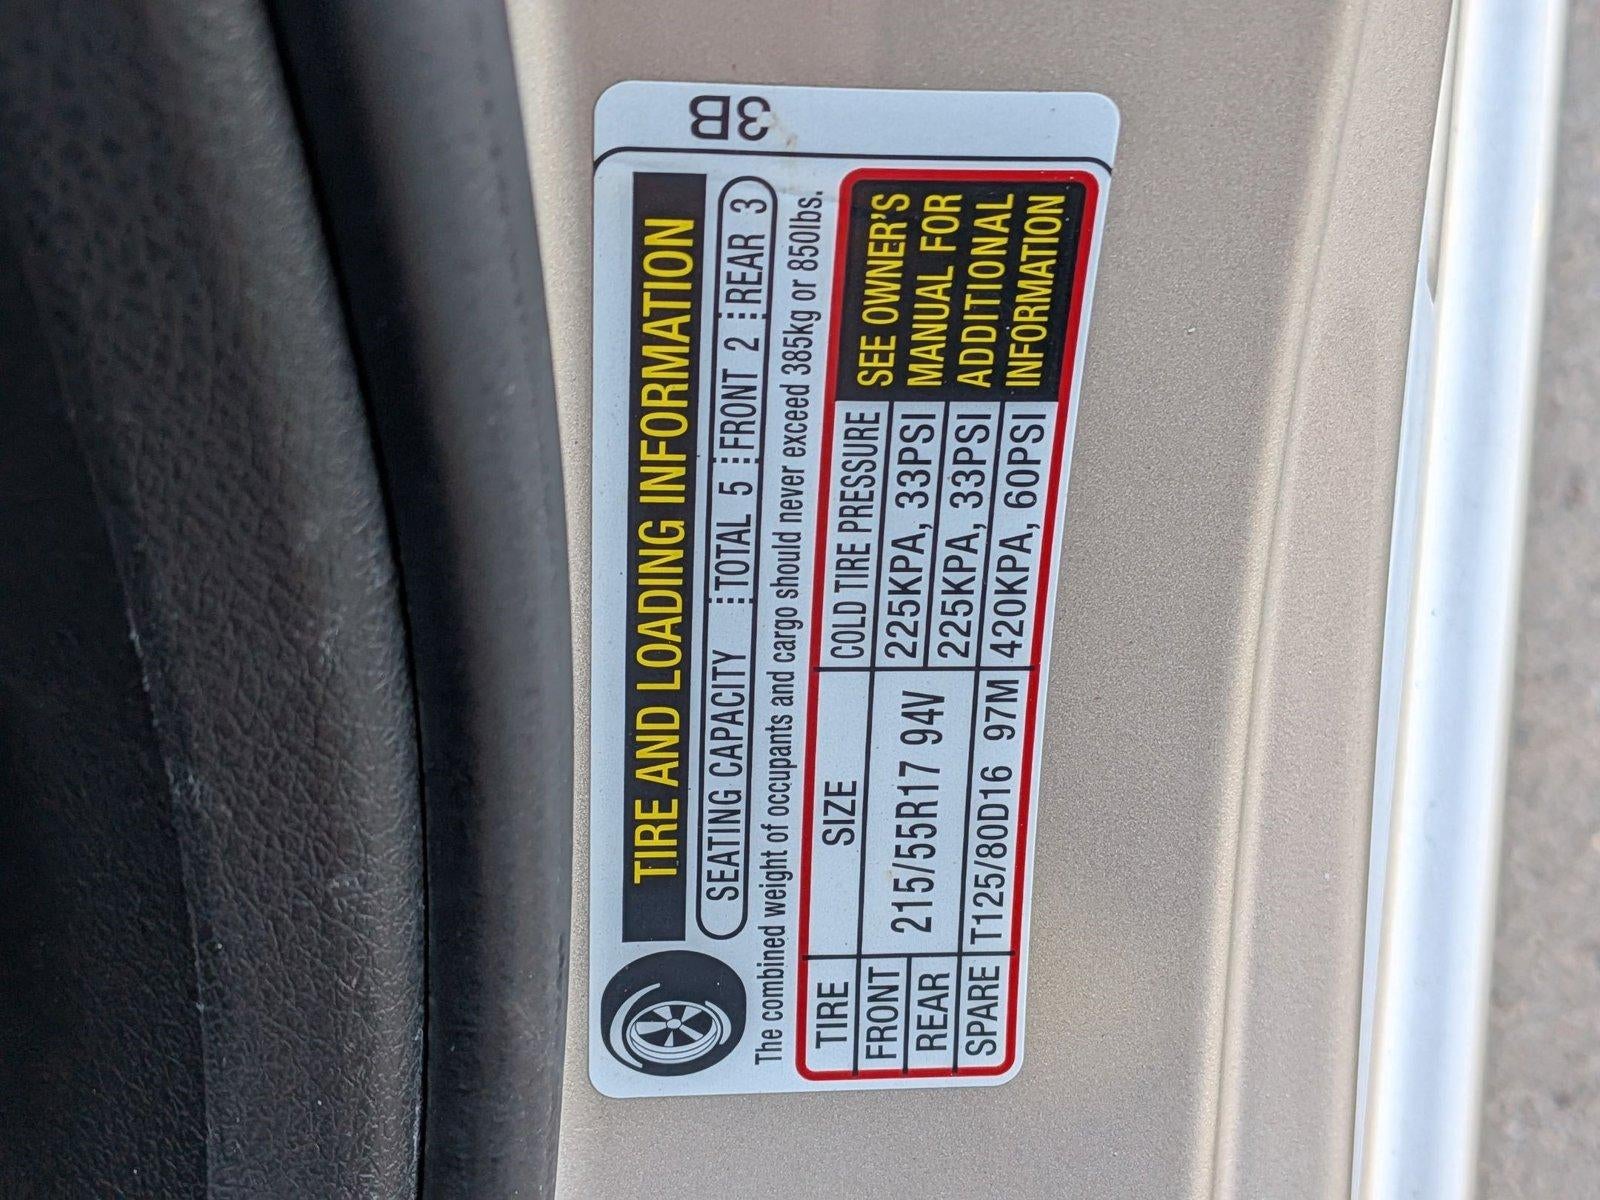 3B
TIRE AND LOADING INFORMATION
SEATING CAPACITY TOTAL 5 FRONT 2 REAR 3
The combined weight of occupants and cargo should never exceed 385kg or 850lbs.
TIRE SIZE COLD TIRE PRESSURE
FRONT 215/55R17 94V 225KPA, 33PSI
REAR 225KPA, 33PSI
SPARE T125/80D16 97M 420KPA, 60PSI
SEE OWNER'S
MANUAL FOR
ADDITIONAL
INFORMATION